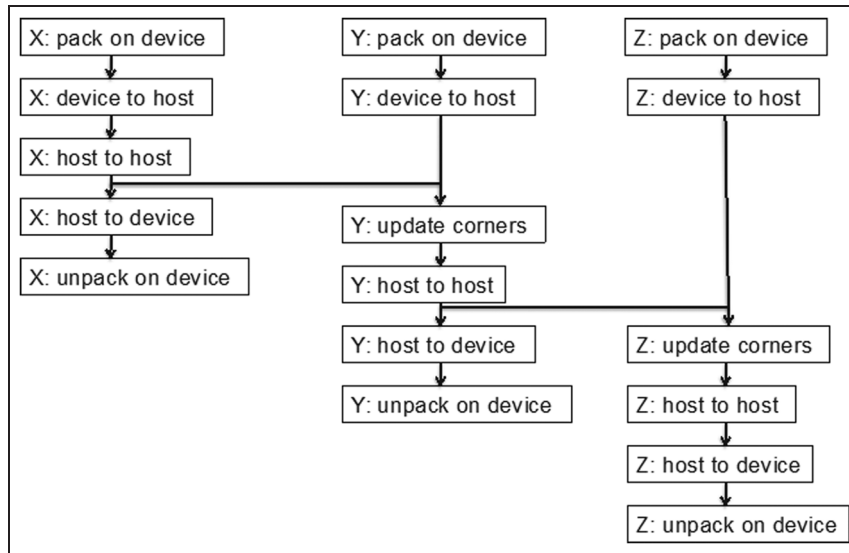 X: pack on device
X: device to host
X: host to host
X: host to device
X: unpack on device
Y: pack on device
Y: device to host
Y: update corners
Y: host to host
Y: host to device
Y: unpack on device
Z: pack on device
Z: device to host
Z: update corners
Z: host to host
Z: host to device
Z: unpack on device